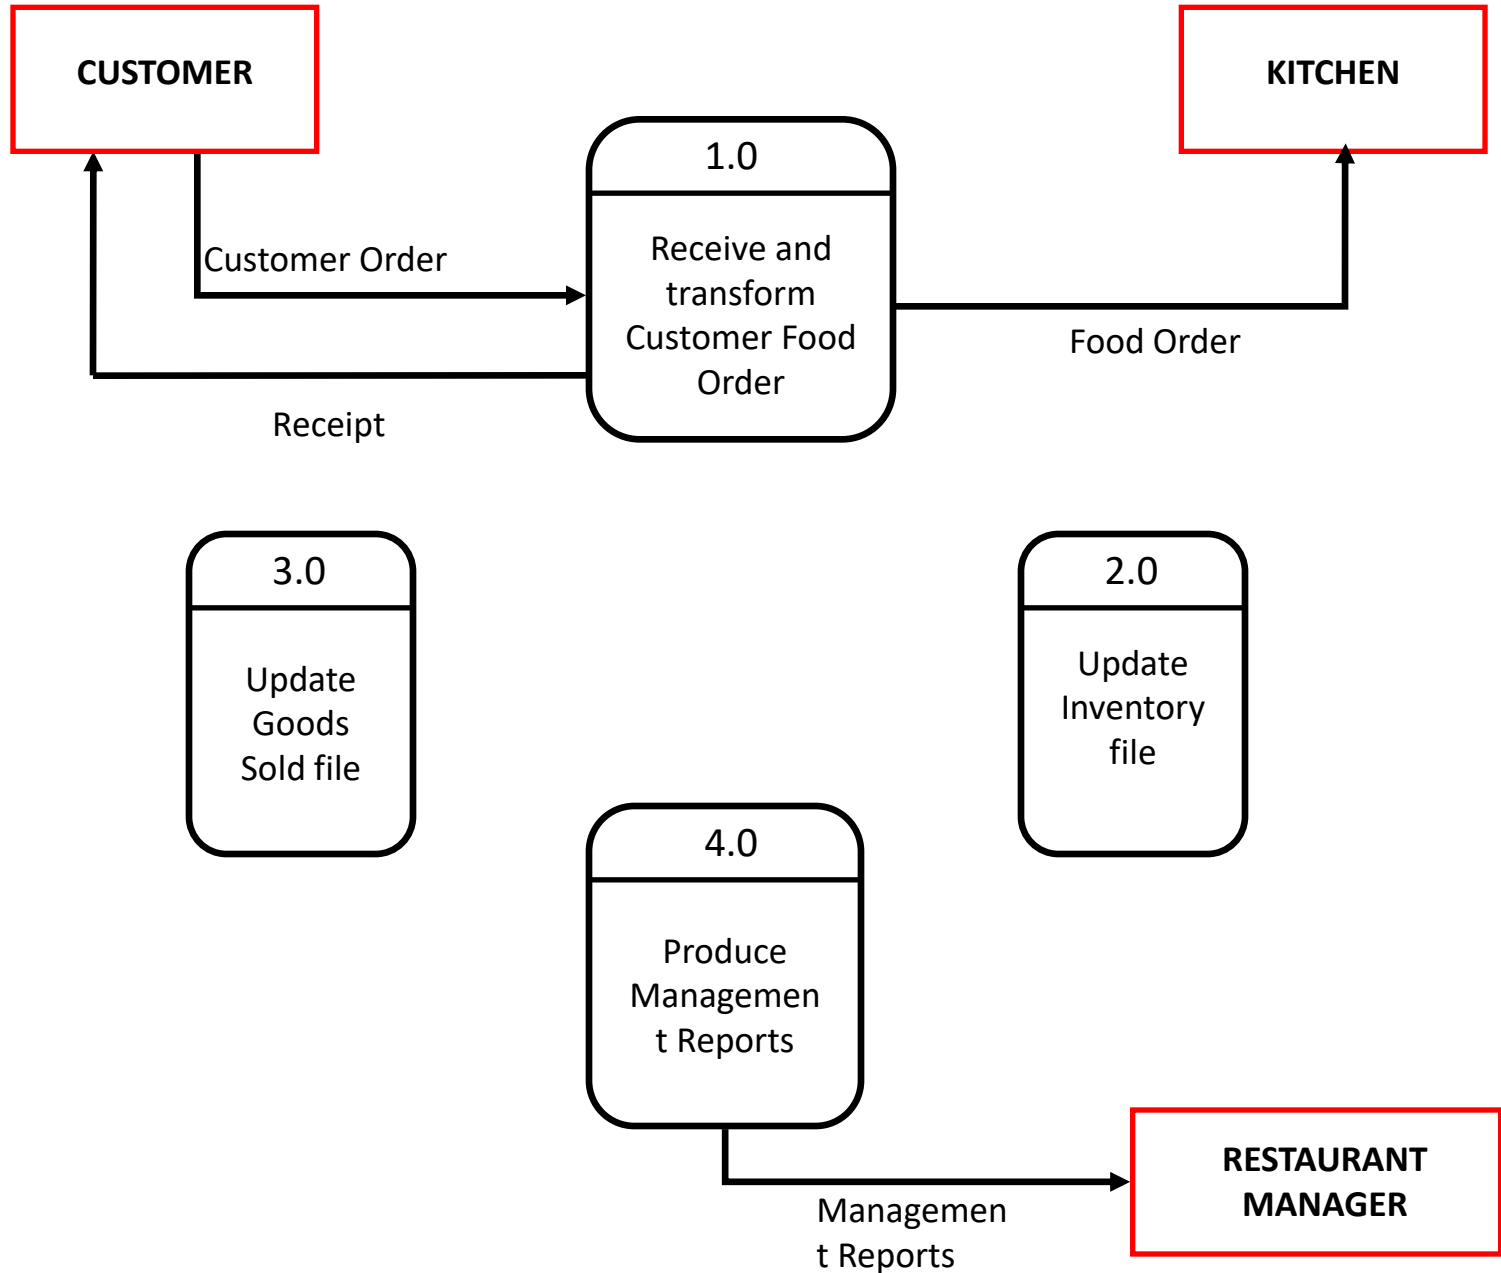 CUSTOMER
KITCHEN
1.0
Receive and
transform
Customer Food
Order
Customer Order
Food Order
Receipt
3.0
Update
Goods
Sold file
2.0
Update
Inventory
file
4.0
Produce
Managemen
t Reports
RESTAURANT
MANAGER
Managemen
t Reports